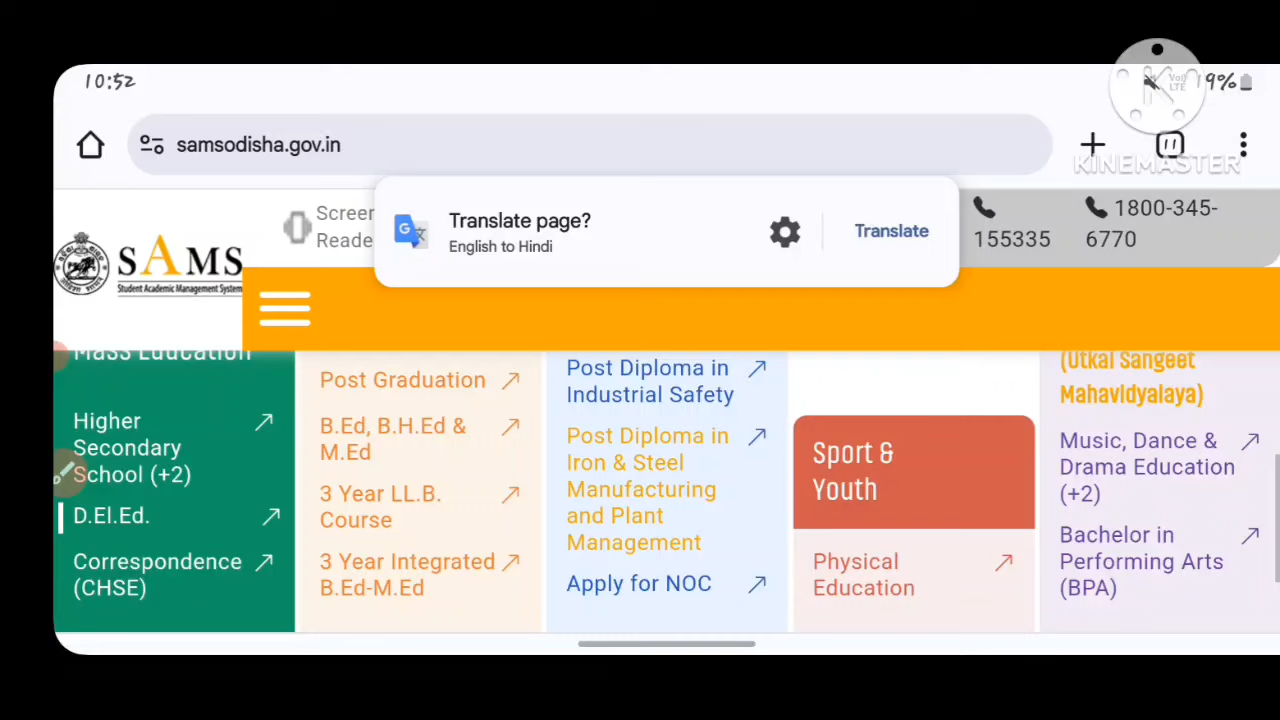 10:52
Vo)
LTE
9%
samsodisha.gov.in
KINEMASTER
Translate page?
English to Hindi
Translate
Screen
Reade
155335
1800-345-
6770
SAMS
Student Academic Management System
Mass Education
Higher
Secondary
School (+2)
D.El.Ed.
Correspondence
(CHSE)
Post Graduation
B.Ed, B.H.Ed &
M.Ed
3 Year LL.B.
Course
3 Year Integrated
B.Ed-M.Ed
Post Diploma in
Industrial Safety
Post Diploma in
Iron & Steel
Manufacturing
and Plant
Management
Apply for NOC
Sport &
Youth
Physical
Education
(Utkal Sangeet
Mahavidyalaya)
Music, Dance &
Drama Education
(+2)
Bachelor in
Performing Arts
(BPA)